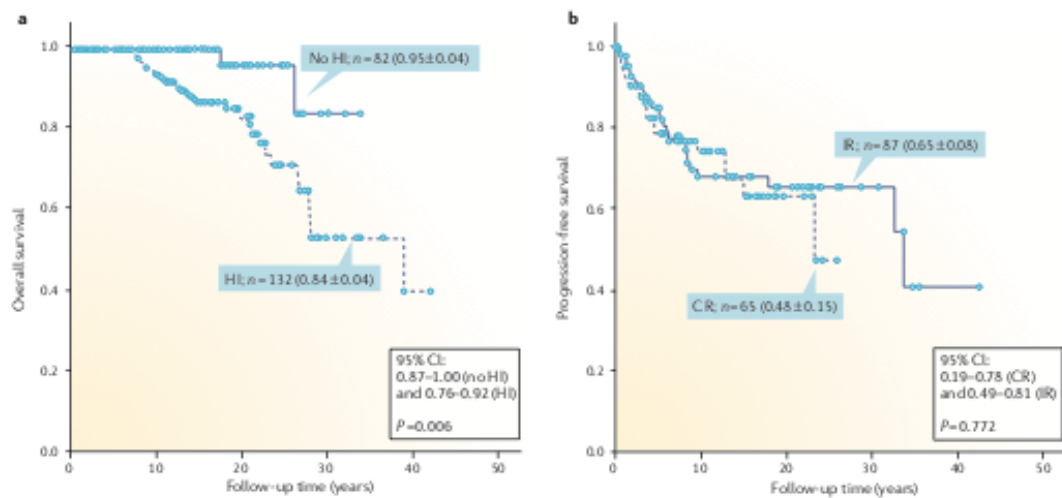 a
b
1.0
0.8
0.6
0.4
0.2
0.0
Overall survival
No HI; n=82 (0.95±0.04)
HI; n=132 (0.84±0.04)
95% CI:
0.87–1.00 (no HI)
and 0.76–0.92 (HI)
P=0.006
0 10 20 30 40 50
Follow-up time (years)
1.0
0.8
0.6
0.4
0.2
0.0
Progression-free survival
IR; n=87 (0.65±0.08)
CR; n=65 (0.48±0.15)
95% CI:
0.19–0.78 (CR)
and 0.49–0.81 (IR)
P=0.772
0 10 20 30 40 50
Follow-up time (years)